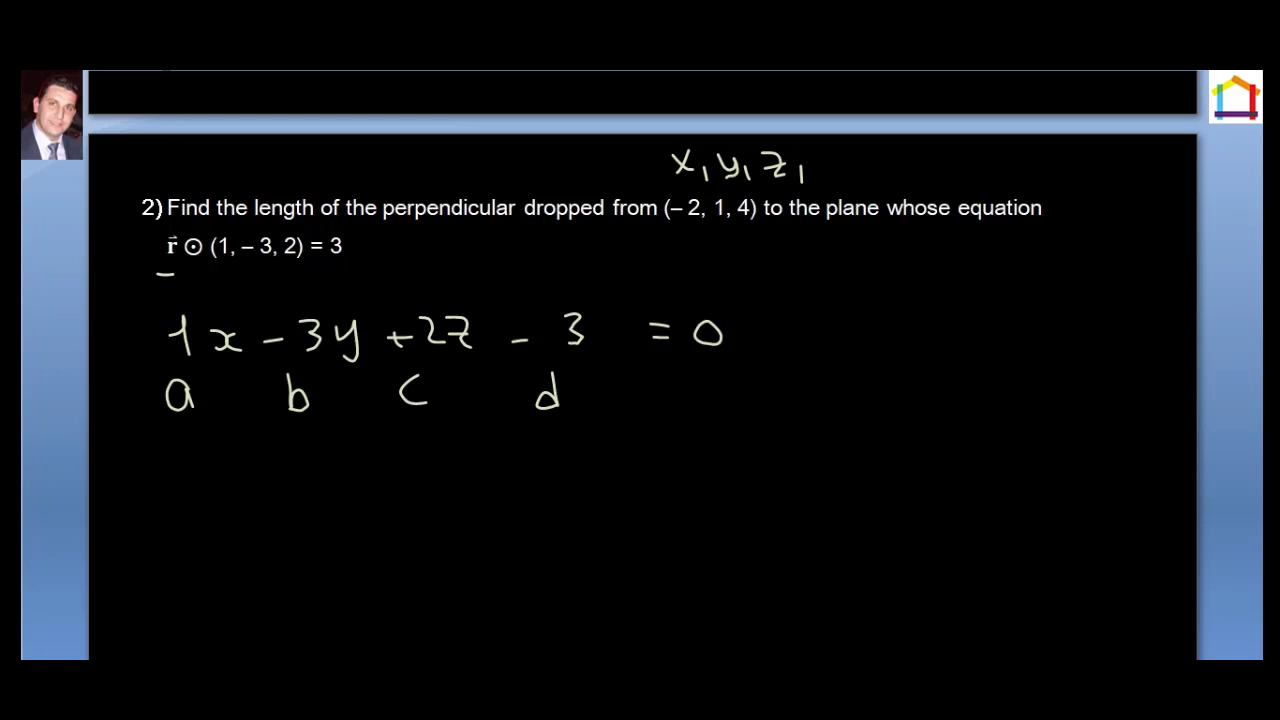 x₁ y₁ z₁
2) Find the length of the perpendicular dropped from (– 2, 1, 4) to the plane whose equation
r⃗ ⊙ (1, – 3, 2) = 3
1x - 3y + 2z - 3 = 0
a b c d